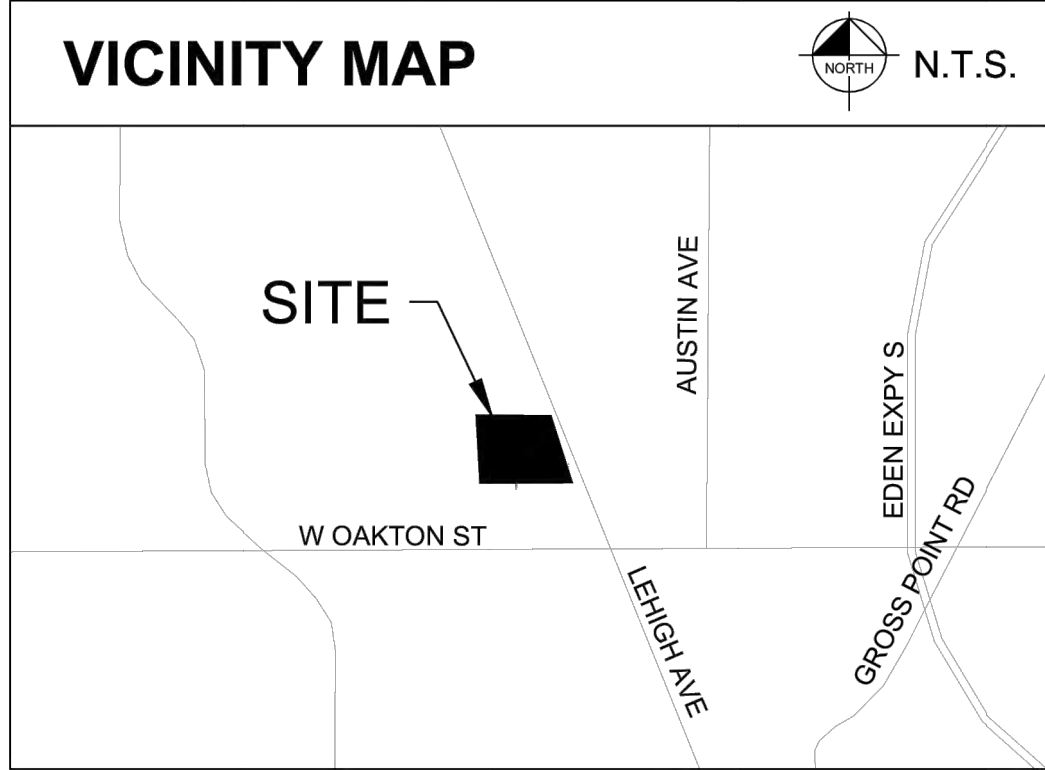 VICINITY MAP
NORTH
N.T.S.
SITE
AUSTIN AVE
EDEN EXPY S
W OAKTON ST
LEHIGH AVE
GROSS POINT RD